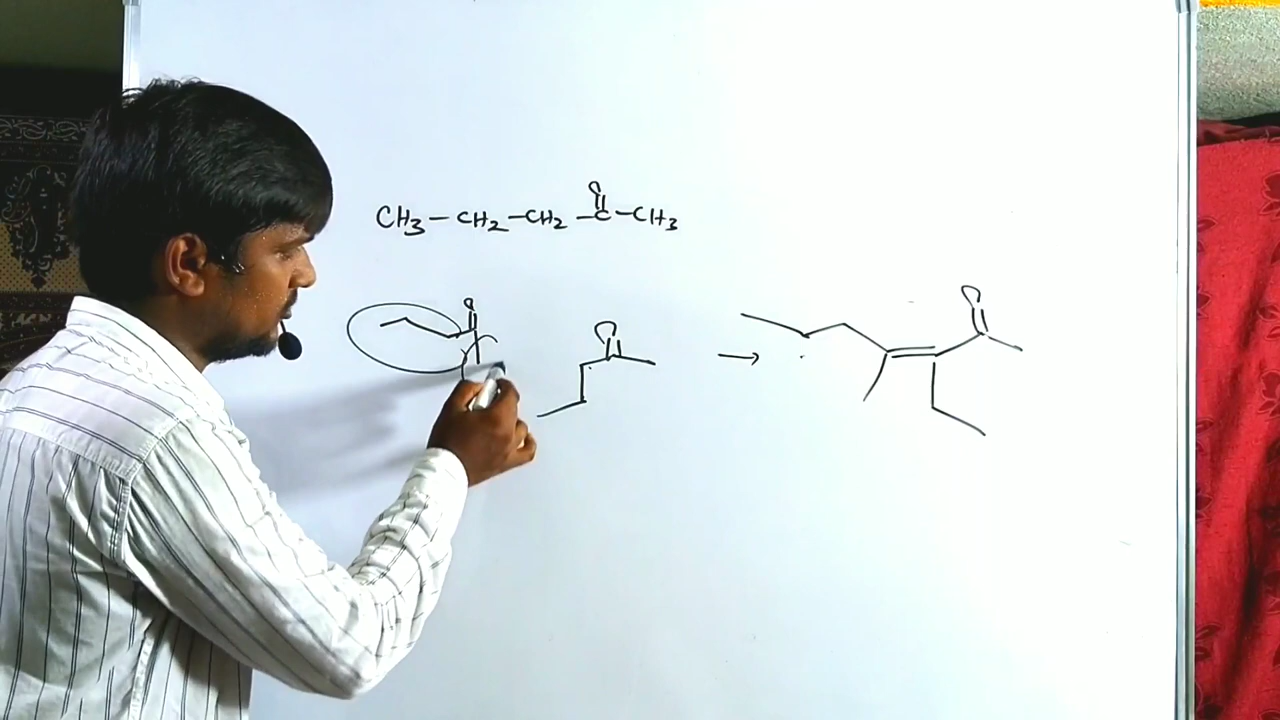 CH₃ – CH₂ – CH₂ – C – CH₃
O
O
O
→
O